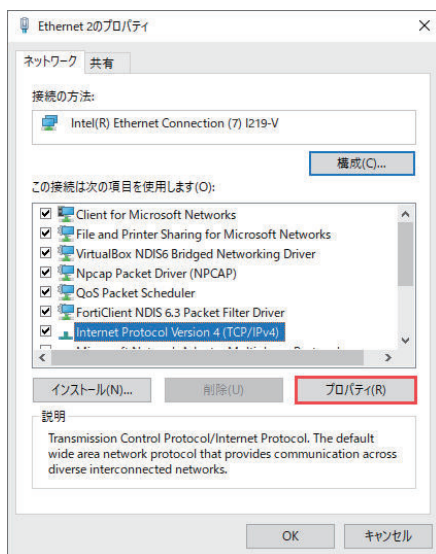 Ethernet 2のプロパティ
ネットワーク 共有
接続の方法:
Intel(R) Ethernet Connection (7) I219-V
構成(C)...
この接続は次の項目を使用します(O):
Client for Microsoft Networks
File and Printer Sharing for Microsoft Networks
VirtualBox NDIS6 Bridged Networking Driver
Npcap Packet Driver (NPCAP)
QoS Packet Scheduler
FortiClient NDIS 6.3 Packet Filter Driver
Internet Protocol Version 4 (TCP/IPv4)
インストール(N)... 削除(U) プロパティ(R)
説明
Transmission Control Protocol/Internet Protocol. The default
wide area network protocol that provides communication across
diverse interconnected networks.
OK キャンセル